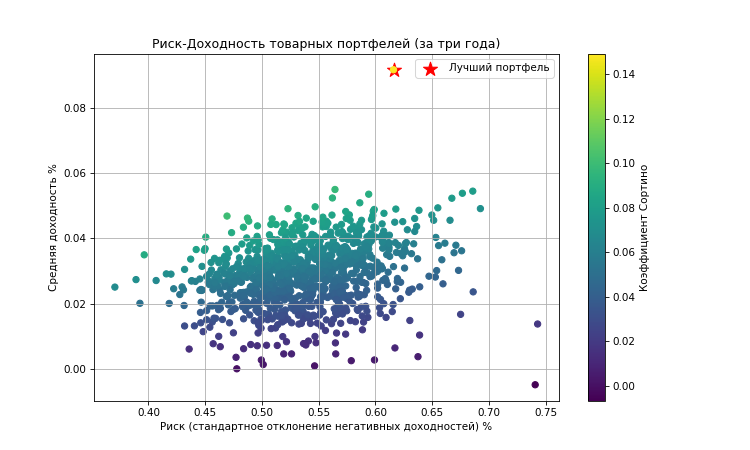 Риск-Доходность товарных портфелей (за три года)
Лучший портфель
Средняя доходность %
0.08
0.06
0.04
0.02
0.00
0.40 0.45 0.50 0.55 0.60 0.65 0.70 0.75
Риск (стандартное отклонение негативных доходностей) %
0.14
0.12
0.10
0.08
0.06
0.04
0.02
0.00
Коэффициент Сортино